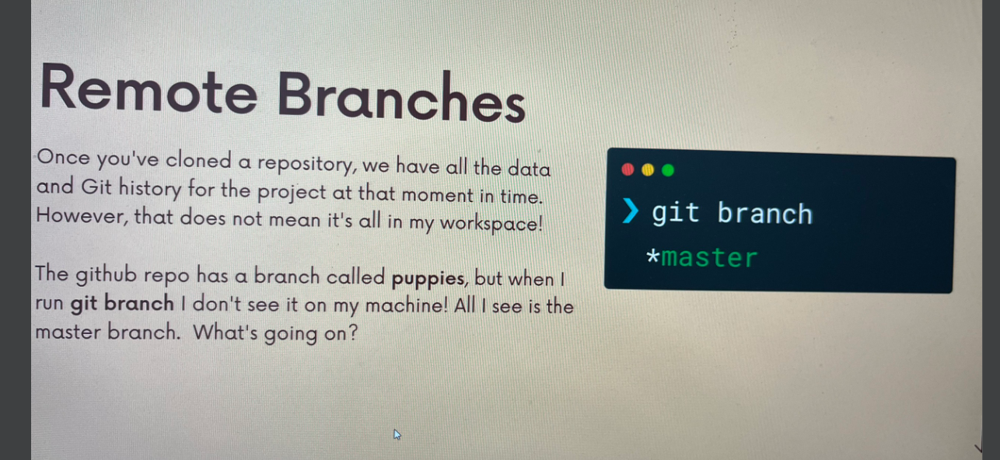 Remote Branches
Once you've cloned a repository, we have all the data
and Git history for the project at that moment in time.
However, that does not mean it's all in my workspace!
The github repo has a branch called puppies, but when I
run git branch I don't see it on my machine! All I see is the
master branch.  What's going on?
❯ git branch
*master